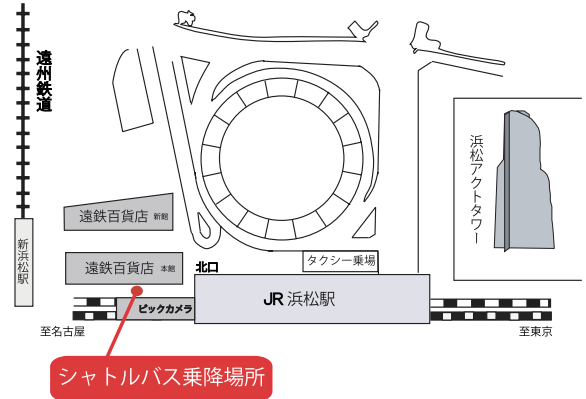 遠州鉄道
浜松アクトタワー
遠鉄百貨店 新館
新浜松駅
遠鉄百貨店 本館
北口
タクシー乗場
JR 浜松駅
ビックカメラ
至名古屋
至東京
シャトルバス乗降場所